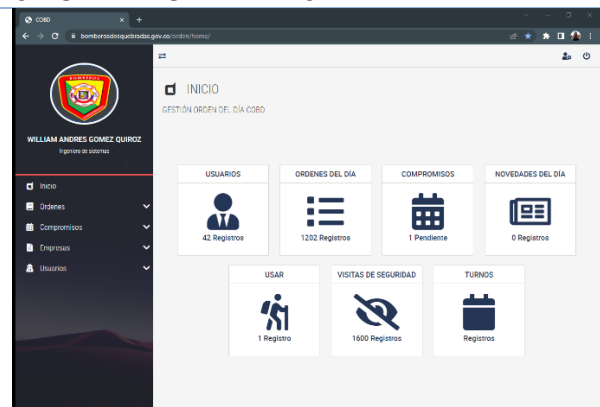 COBD
bomberosdosquebradas.gov.co/orden/home/
BOMBEROS
WILLIAM ANDRES GOMEZ QUIROZ
Ingeniero de sistemas
Inicio
Ordenes
Compromisos
Empresas
Usuarios
INICIO
GESTIÓN ORDEN DEL DÍA COBD
USUARIOS
42 Registros
ORDENES DEL DÍA
1202 Registros
COMPROMISOS
1 Pendiente
NOVEDADES DEL DÍA
0 Registros
USAR
1 Registro
VISITAS DE SEGURIDAD
1600 Registros
TURNOS
Registros